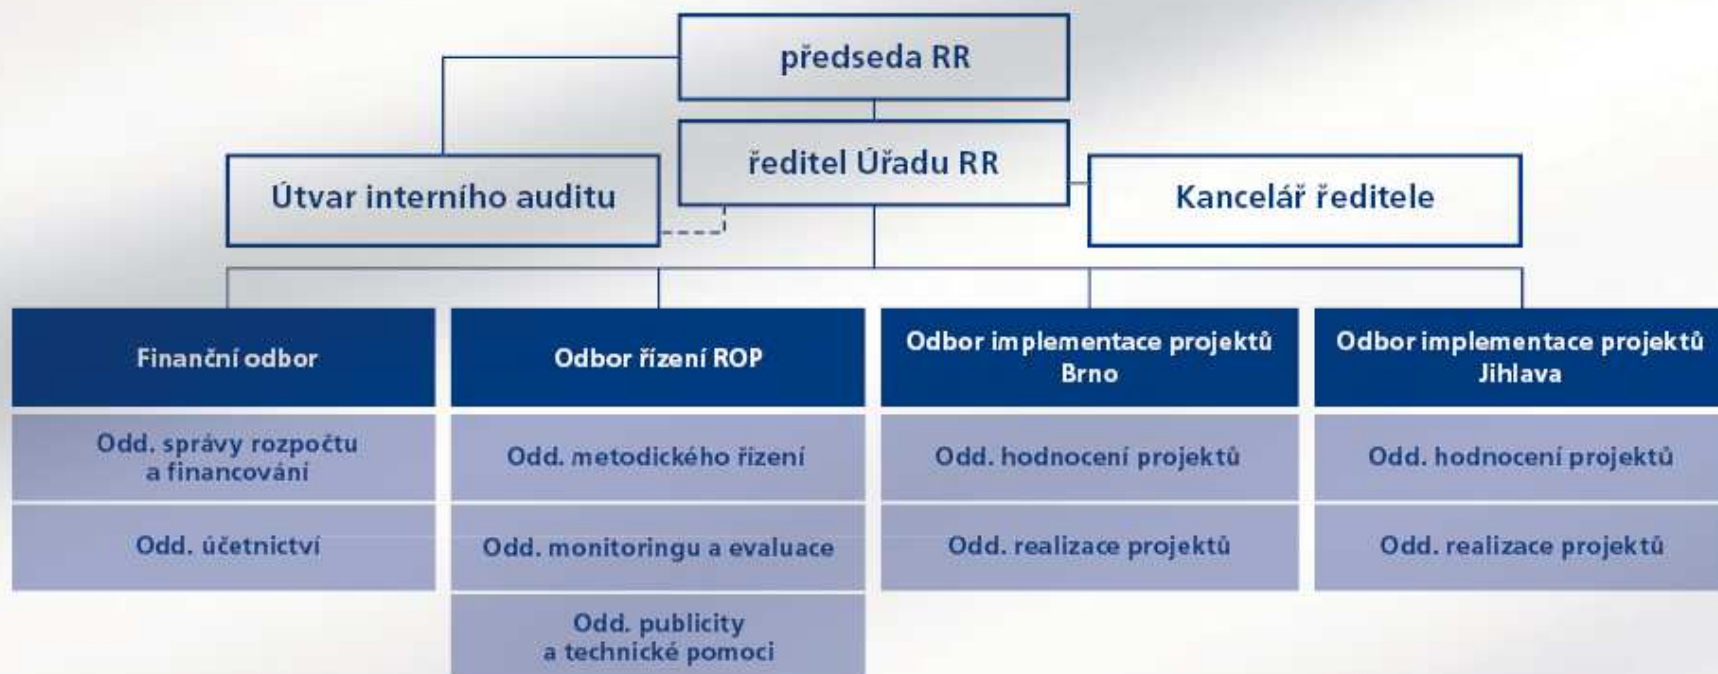 předseda RR
ředitel Úřadu RR
Útvar interního auditu
Kancelář ředitele
Finanční odbor
Odbor řízení ROP
Odbor implementace projektů
Brno
Odbor implementace projektů
Jihlava
Odd. správy rozpočtu
a financování
Odd. metodického řízení
Odd. hodnocení projektů
Odd. hodnocení projektů
Odd. účetnictví
Odd. monitoringu a evaluace
Odd. realizace projektů
Odd. realizace projektů
Odd. publicity
a technické pomoci